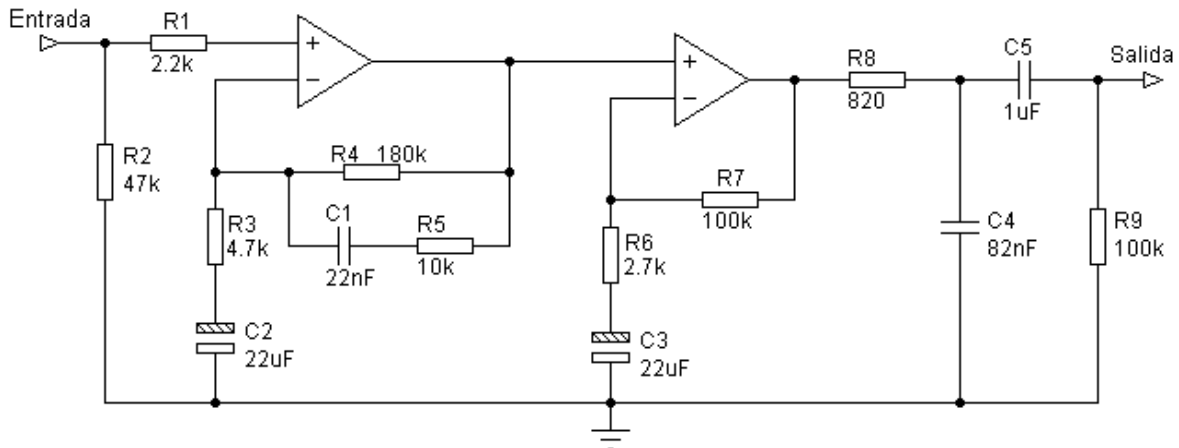 Entrada
R1
2.2k
+
−
R2
47k
R3
4.7k
R4 180k
C1
22nF
R5
10k
C2
22uF
+
−
R6
2.7k
R7
100k
C3
22uF
R8
820
C5
1uF
Salida
C4
82nF
R9
100k